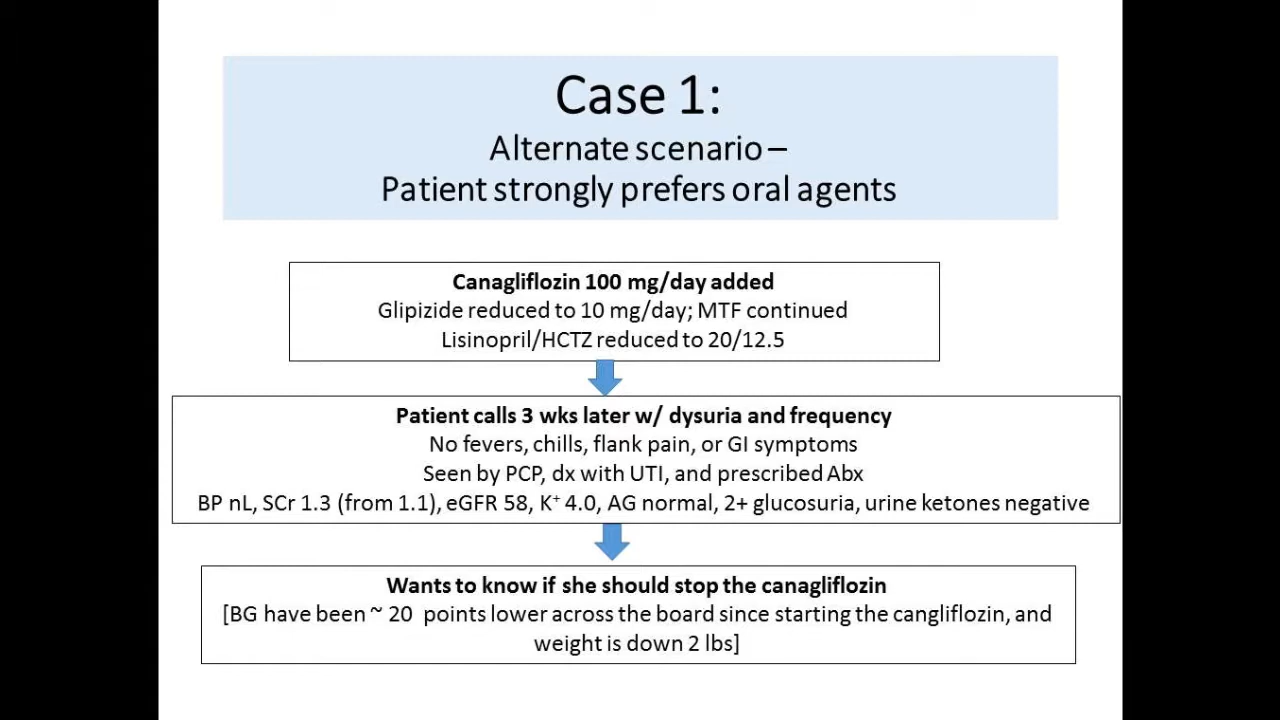 Case 1:
Alternate scenario –
Patient strongly prefers oral agents
Canagliflozin 100 mg/day added
Glipizide reduced to 10 mg/day; MTF continued
Lisinopril/HCTZ reduced to 20/12.5
Patient calls 3 wks later w/ dysuria and frequency
No fevers, chills, flank pain, or GI symptoms
Seen by PCP, dx with UTI, and prescribed Abx
BP nL, SCr 1.3 (from 1.1), eGFR 58, K⁺ 4.0, AG normal, 2+ glucosuria, urine ketones negative
Wants to know if she should stop the canagliflozin
[BG have been ~ 20 points lower across the board since starting the cangliflozin, and
weight is down 2 lbs]